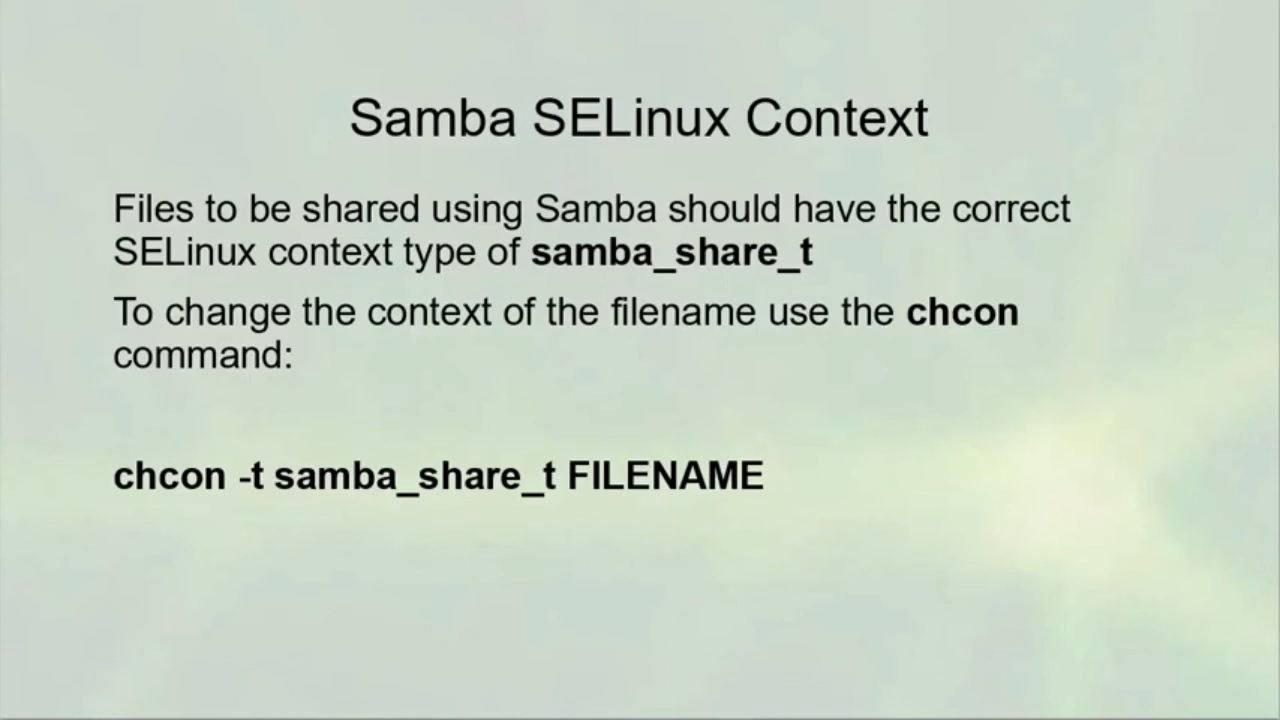 Samba SELinux Context
Files to be shared using Samba should have the correct
SELinux context type of samba_share_t
To change the context of the filename use the chcon
command:
chcon -t samba_share_t FILENAME